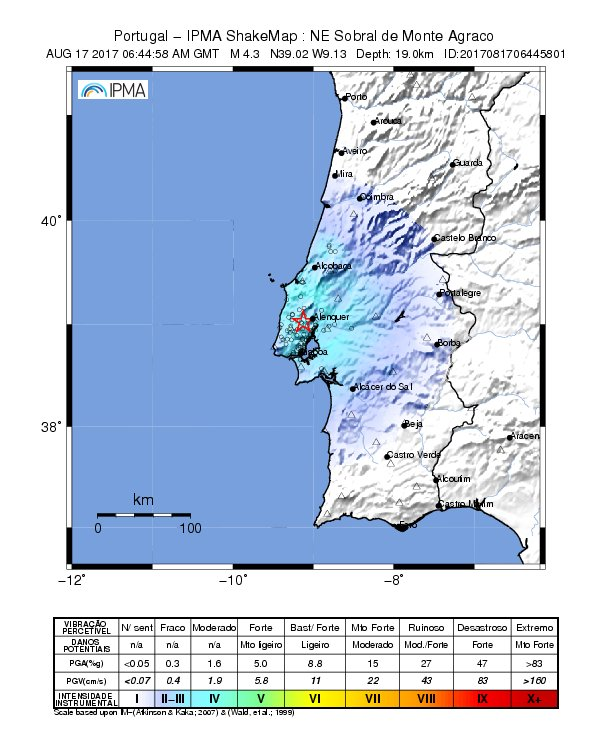 Portugal − IPMA ShakeMap : NE Sobral de Monte Agraco
AUG 17 2017 06:44:58 AM GMT M 4.3 N39.02 W9.13 Depth: 19.0km ID:2017081706445801
IPMA
Porto
Arouca
Aveiro
Guarda
Mira
Coimbra
40˚
Castelo Branco
Alcobaca
Portalegre
Alenquer
Borba
Lisboa
Alcácer do Sal
38˚
Beja
Aracena
Castro Verde
Alcoutim
km
Castro Marim
0 100
Faro
−12˚ −10˚ −8˚
VIBRAÇÃO PERCETÍVEL N/ sent Fraco Moderado Forte Bast/ Forte Mto Forte Ruinoso Desastroso Extremo
DANOS POTENTIAIS n/a n/a n/a Mto ligeiro Ligeiro Moderado Mod./Forte Forte Mto Forte
PGA(%g) <0.05 0.3 1.6 5.0 8.8 15 27 47 >83
PGV(cm/s) <0.07 0.4 1.9 5.8 11 22 43 83 >160
INTENSIDADE INSTRUMENTAL I II−III IV V VI VII VIII IX X+
Scale based upon IM−(Atkinson & Kaka; 2007) & (Wald, et al.; 1999)